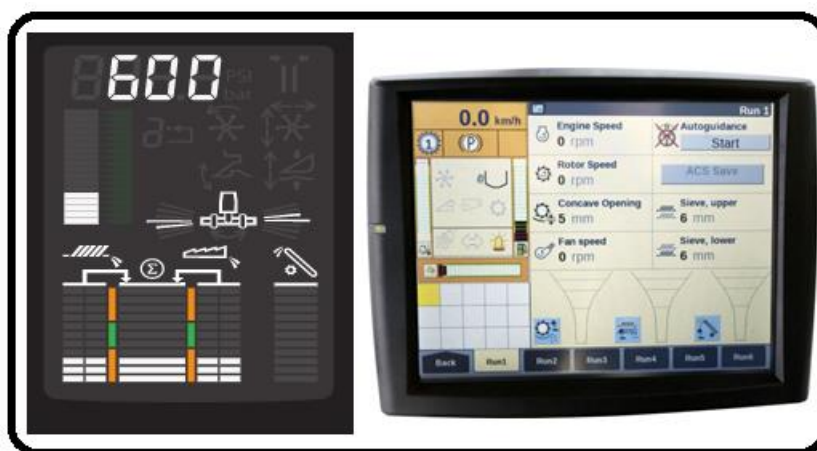 600
PSI
bar
Σ
0.0 km/h
Run 1
1
P
Engine Speed
0 rpm
Autoguidance
Start
Rotor Speed
0 rpm
ACS Save
Concave Opening
5 mm
Sieve, upper
6 mm
Fan speed
0 rpm
Sieve, lower
6 mm
Back Run1 Run2 Run3 Run4 Run5 Run6